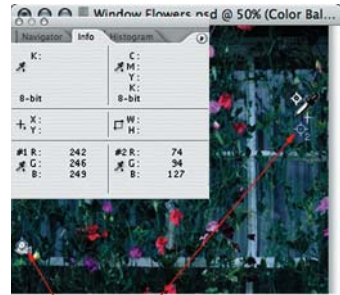 Window Flowers.psd @ 50% (Color Bal...
Navigator Info Histogram
K: C:
M:
Y:
K:
8-bit 8-bit
X: W:
Y: H:
#1 R: 242 #2 R: 74
G: 246 G: 94
B: 249 B: 127